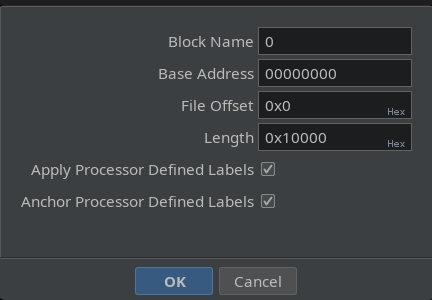 Block Name 0
Base Address 00000000
File Offset 0x0 Hex
Length 0x10000 Hex
Apply Processor Defined Labels
Anchor Processor Defined Labels
OK Cancel